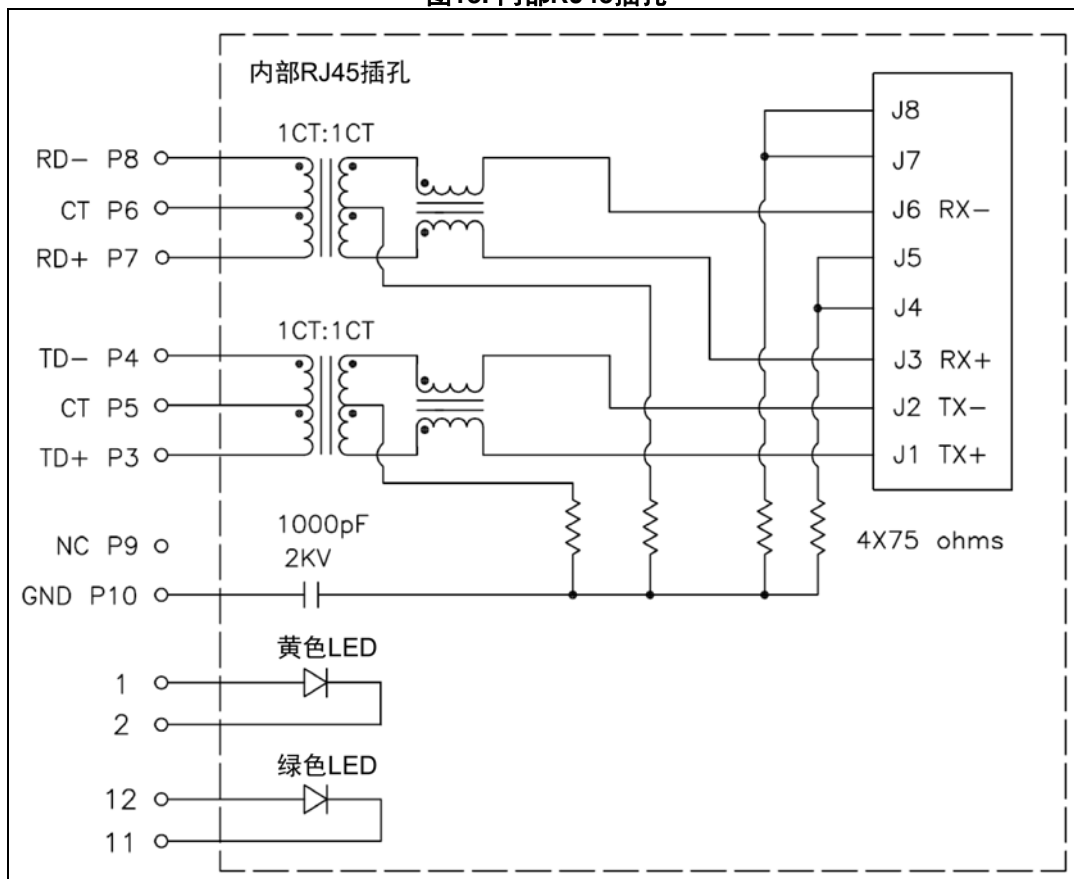 内部RJ45插孔
1CT:1CT
RD- P8
CT P6
RD+ P7
1CT:1CT
TD- P4
CT P5
TD+ P3
NC P9
GND P10
1000pF
2KV
黄色LED
1
2
绿色LED
12
11
J8
J7
J6 RX-
J5
J4
J3 RX+
J2 TX-
J1 TX+
4X75 ohms